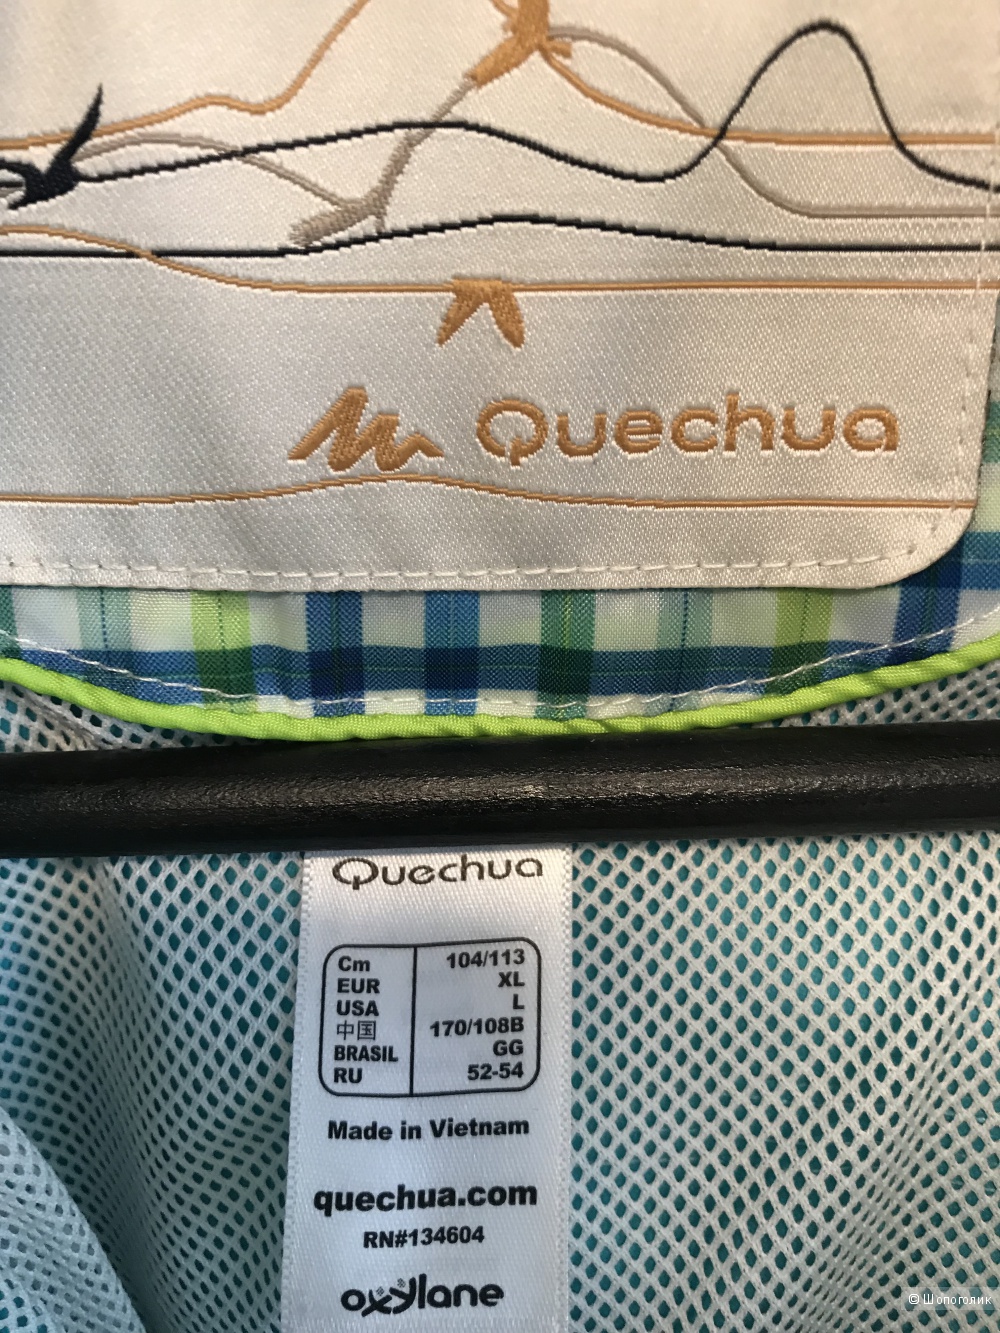 Quechua
Quechua
Cm 104/113
EUR XL
USA L
中国 170/108B
BRASIL GG
RU 52-54
Made in Vietnam
quechua.com
RN#134604
oxylane
© Шопоголик